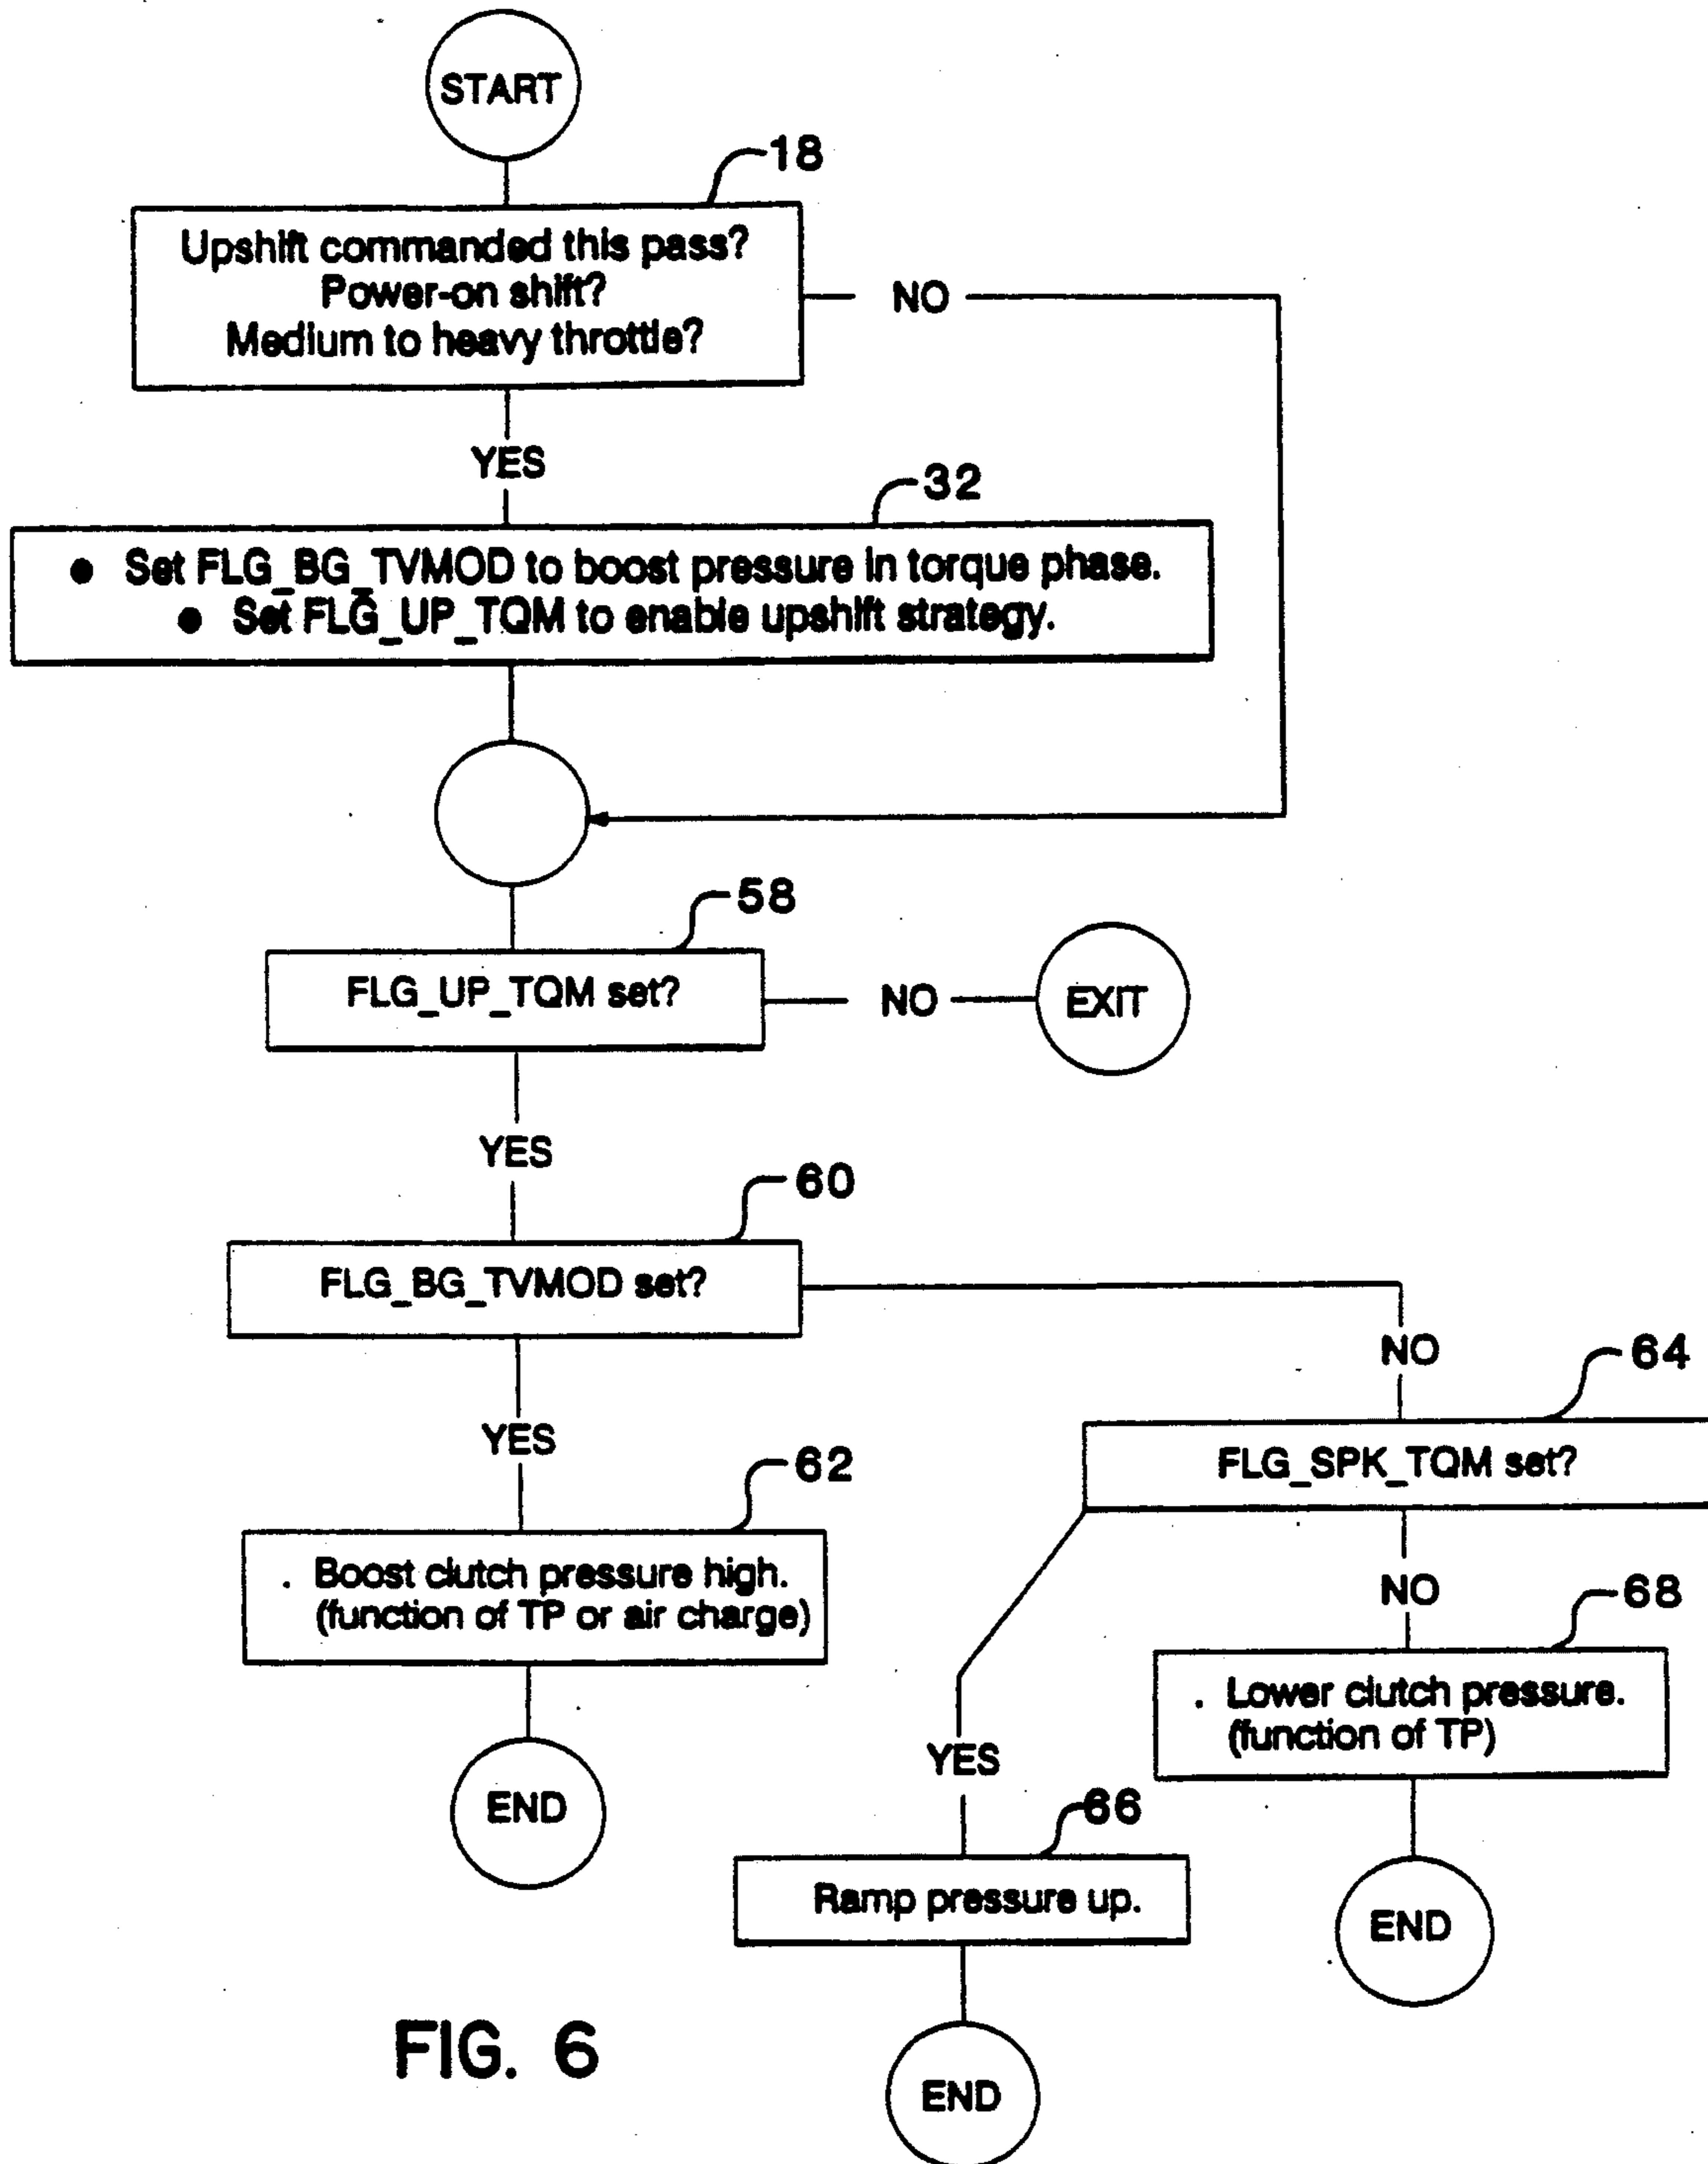 START
18
Upshift commanded this pass?
Power-on shift?
Medium to heavy throttle?
NO
YES
32
● Set FLG_BG_TVMOD to boost pressure in torque phase.
● Set FLG_UP_TQM to enable upshift strategy.
58
FLG_UP_TQM set?
NO
EXIT
YES
60
FLG_BG_TVMOD set?
NO
64
YES
FLG_SPK_TQM set?
62
. Boost clutch pressure high.
(function of TP or air charge)
NO
68
. Lower clutch pressure.
(function of TP)
YES
END
66
Ramp pressure up.
END
FIG. 6
END